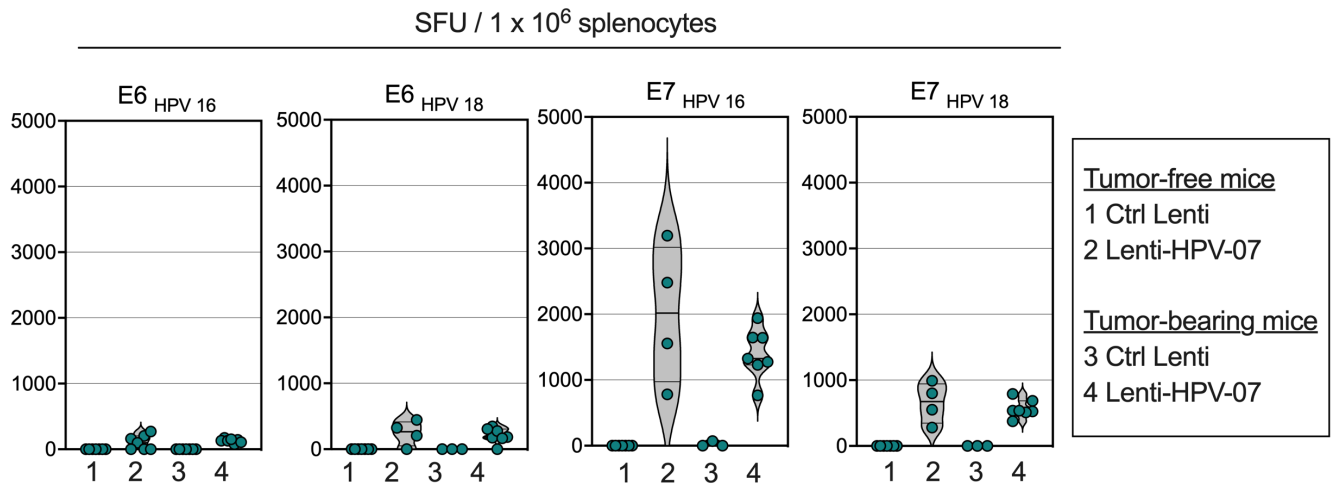 SFU / 1 x 10⁶ splenocytes
E6 HPV 16
5000
4000
3000
2000
1000
0
1 2 3 4
E6 HPV 18
5000
4000
3000
2000
1000
0
1 2 3 4
E7 HPV 16
5000
4000
3000
2000
1000
0
1 2 3 4
E7 HPV 18
5000
4000
3000
2000
1000
0
1 2 3 4
Tumor-free mice
1 Ctrl Lenti
2 Lenti-HPV-07
Tumor-bearing mice
3 Ctrl Lenti
4 Lenti-HPV-07